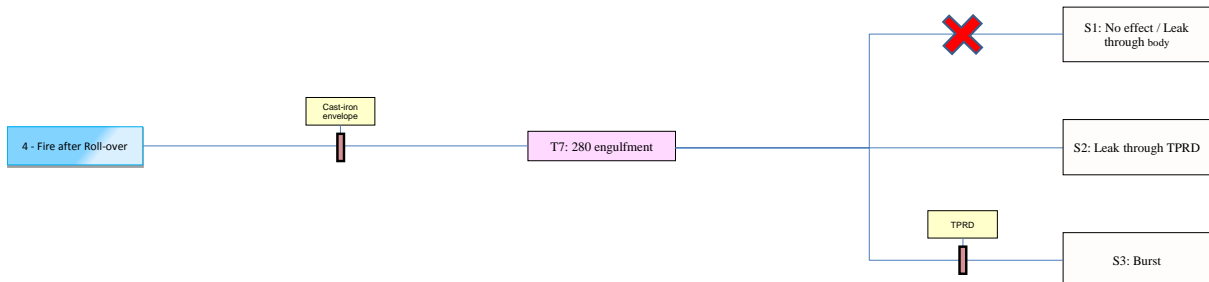 S1: No effect / Leak
through body
Cast-iron
envelope
4 - Fire after Roll-over
T7: 280 engulfment
S2: Leak through TPRD
TPRD
S3: Burst